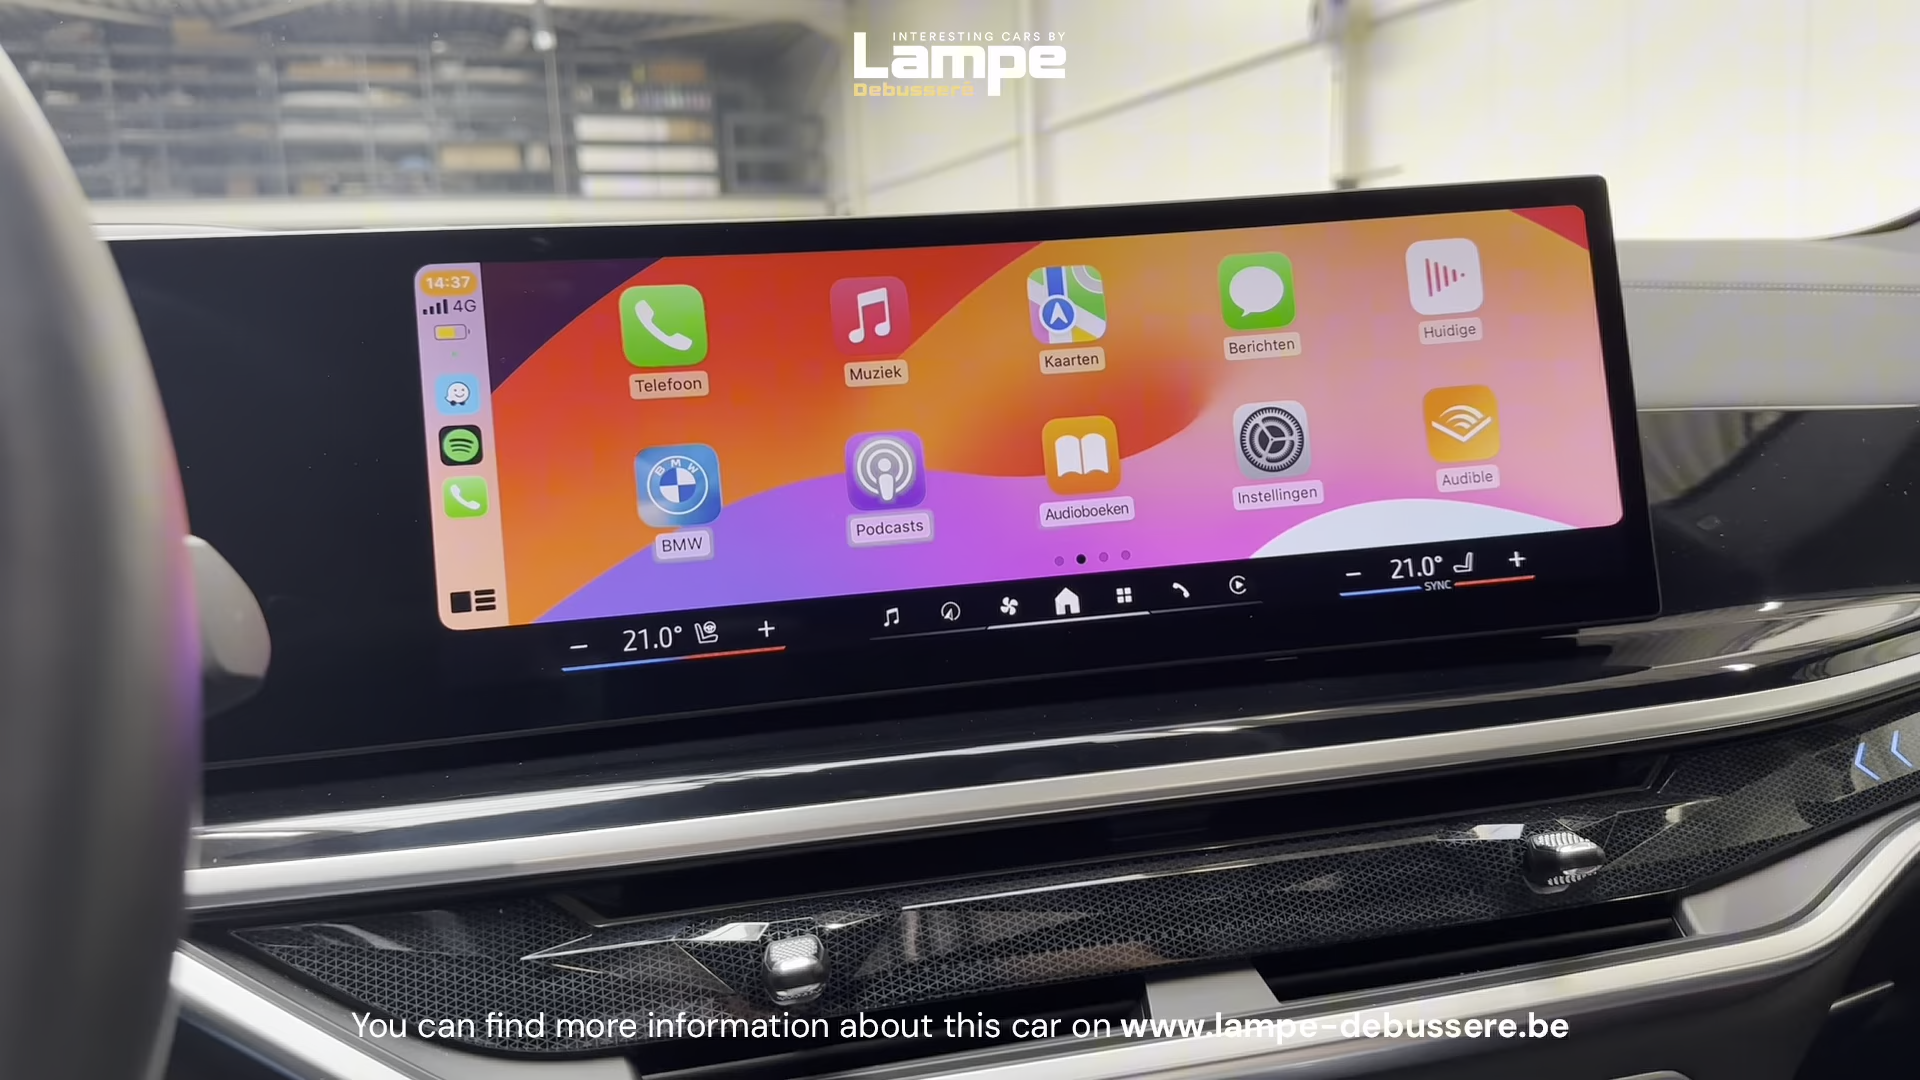 INTERESTING CARS BY
Lampe
Debussere
14:37
4G
Telefoon
Muziek
Kaarten
Berichten
Huidige
BMW
BMW
Podcasts
Audioboeken
Instellingen
Audible
21.0°
21.0°
SYNC
You can find more information about this car on www.lampe-debussere.be